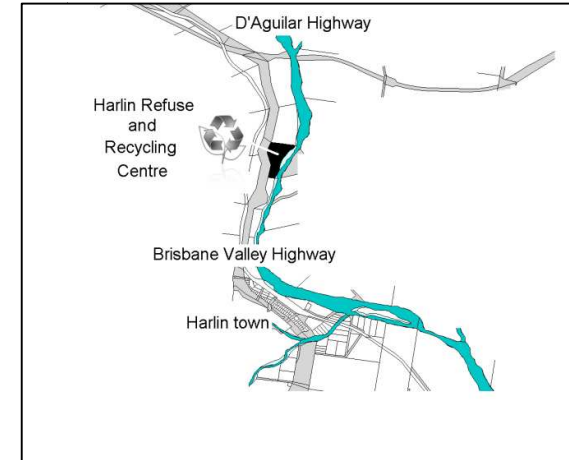 D'Aguilar Highway
Harlin Refuse
and
Recycling
Centre
Brisbane Valley Highway
Harlin town